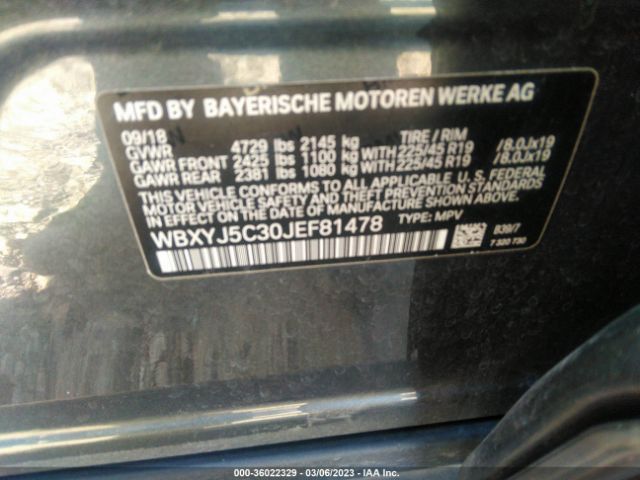 MFD BY BAYERISCHE MOTOREN WERKE AG
09/18 TIRE / RIM
GVWR 4729 lbs 2145 kg
GAWR FRONT 2425 lbs 1100 kg WITH 225/45 R19 /8.0Jx19
GAWR REAR 2381 lbs 1080 kg WITH 225/45 R19 /8.0Jx19
THIS VEHICLE CONFORMS TO ALL APPLICABLE U. S. FEDERAL
MOTOR VEHICLE SAFETY AND THEFT PREVENTION STANDARDS
IN EFFECT ON THE DATE OF MANUFACTURE SHOWN ABOVE.
WBXYJ5C30JEF81478 TYPE: MPV
B39/7
7 320 730
000-36022329 - 03/06/2023 - IAA Inc.